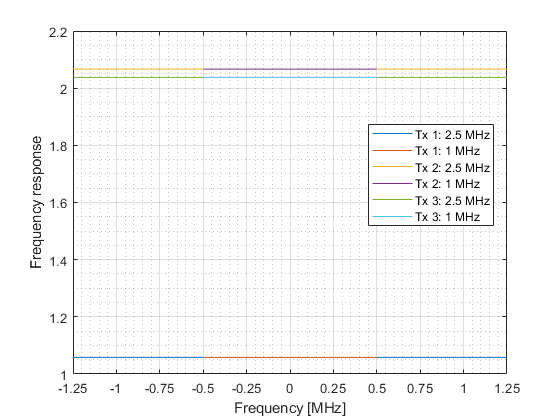 2.2
2
1.8
1.6
1.4
1.2
1
Frequency response
Tx 1: 2.5 MHz
Tx 1: 1 MHz
Tx 2: 2.5 MHz
Tx 2: 1 MHz
Tx 3: 2.5 MHz
Tx 3: 1 MHz
-1.25 -1 -0.75 -0.5 -0.25 0 0.25 0.5 0.75 1 1.25
Frequency [MHz]